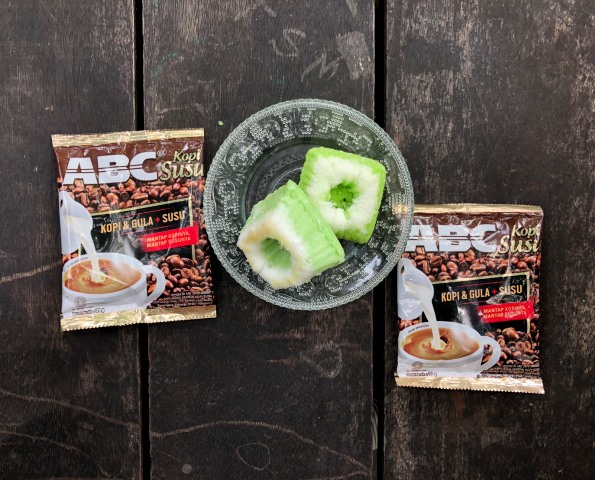 ABC®
Kopi
Susu
KOPI & GULA + SUSU
MANTAP KOPINYA,
MANTAP SUSUNYA
ABC
Kopi
Susu
KOPI & GULA + SUSU
MANTAP KOPINYA,
MANTAP SUSUNYA